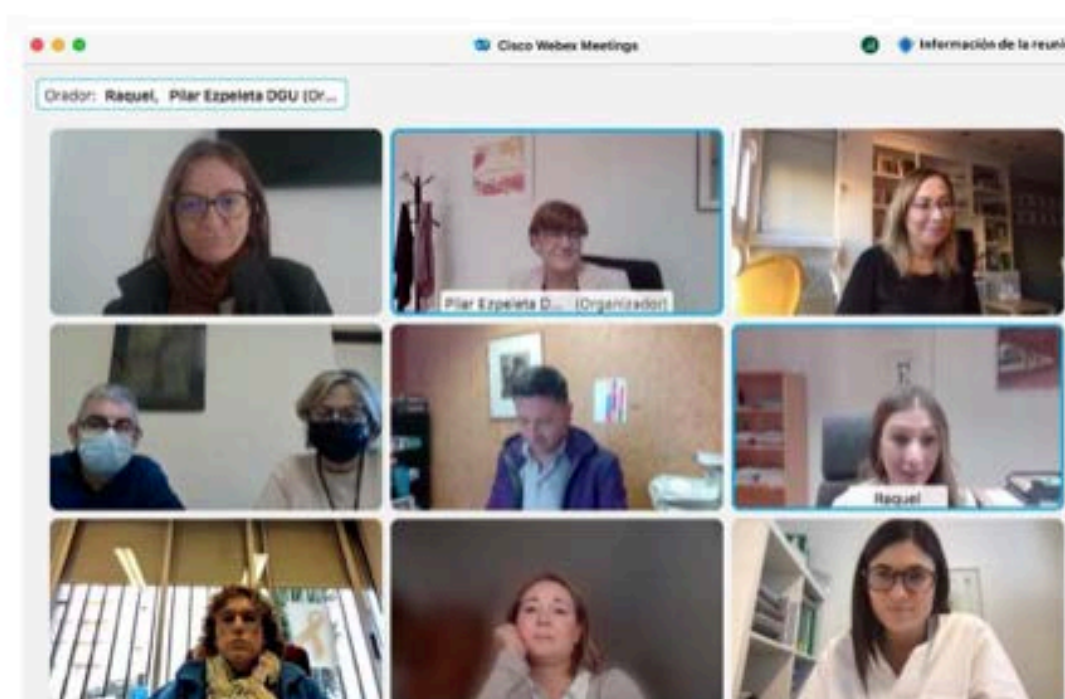 Cisco Webex Meetings
Información de la reuni
Orador: Raquel, Pilar Ezpeleta DGU (Or...
Pilar Ezpeleta D... (Organizador)
Raquel